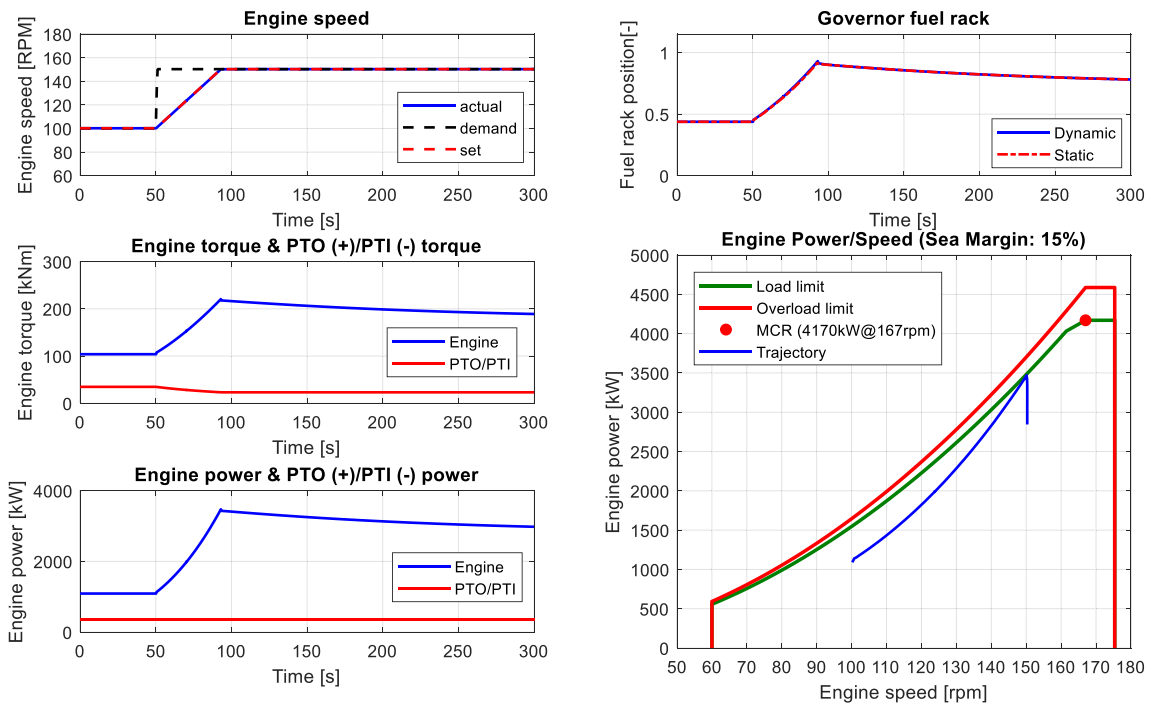 Engine speed
Engine speed [RPM]
180
160
140
120
100
80
60
actual
demand
set
0 50 100 150 200 250 300
Time [s]
Governor fuel rack
Fuel rack position[-]
1
0.5
0
Dynamic
Static
0 50 100 150 200 250 300
Time [s]
Engine torque & PTO (+)/PTI (-) torque
Engine torque [kNm]
300
200
100
0
Engine
PTO/PTI
0 50 100 150 200 250 300
Time [s]
Engine power & PTO (+)/PTI (-) power
Engine power [kW]
4000
2000
0
Engine
PTO/PTI
0 50 100 150 200 250 300
Time [s]
Engine Power/Speed (Sea Margin: 15%)
Engine power [kW]
5000
4500
4000
3500
3000
2500
2000
1500
1000
500
0
Load limit
Overload limit
MCR (4170kW@167rpm)
Trajectory
50 60 70 80 90 100 110 120 130 140 150 160 170 180
Engine speed [rpm]